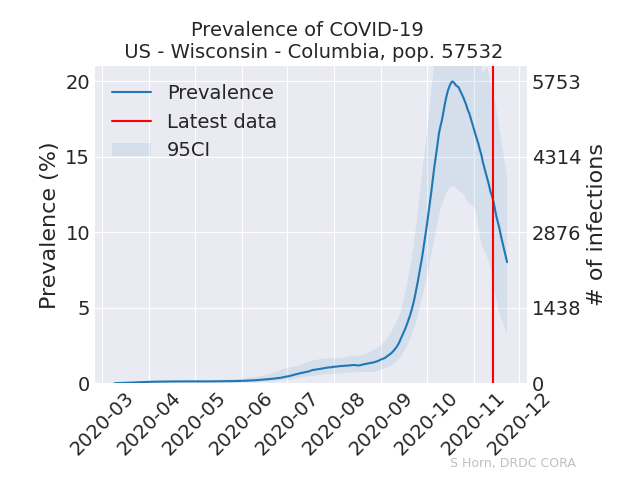 Prevalence of COVID-19
US - Wisconsin - Columbia, pop. 57532
Prevalence
Latest data
95CI
Prevalence (%)
20
15
10
5
0
5753
4314
2876
1438
0
# of infections
2020-03
2020-04
2020-05
2020-06
2020-07
2020-08
2020-09
2020-10
2020-11
2020-12
S Horn, DRDC CORA